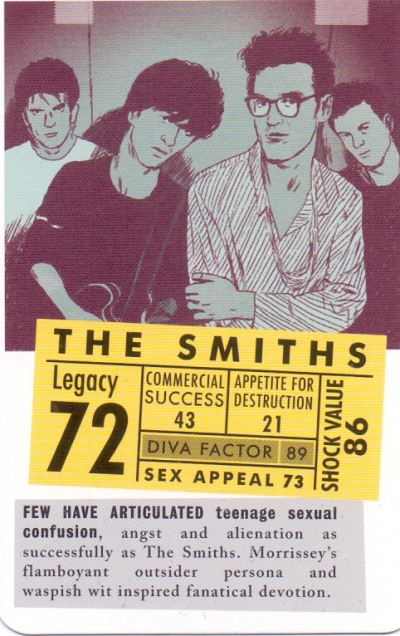 THE SMITHS
Legacy
72
COMMERCIAL
SUCCESS
43
APPETITE FOR
DESTRUCTION
21
DIVA FACTOR 89
SEX APPEAL 73
SHOCK VALUE
86
FEW HAVE ARTICULATED teenage sexual
confusion, angst and alienation as
successfully as The Smiths. Morrissey's
flamboyant outsider persona and
waspish wit inspired fanatical devotion.